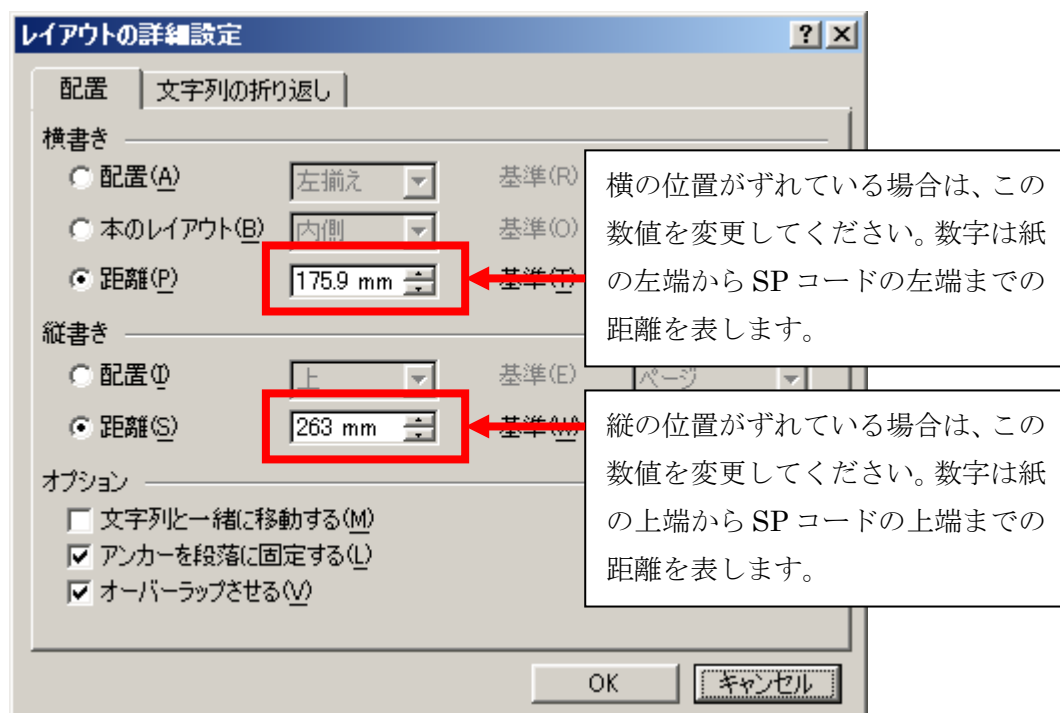 レイアウトの詳細設定
配置
文字列の折り返し
横書き
配置(A)
左揃え
基準(R)
本のレイアウト(B)
内側
基準(O)
距離(P)
175.9 mm
基準(T)
横の位置がずれている場合は、この
数値を変更してください。数字は紙
の左端から SP コードの左端までの
距離を表します。
縦書き
配置(I)
上
基準(E)
ページ
距離(S)
263 mm
基準(W)
縦の位置がずれている場合は、この
数値を変更してください。数字は紙
の上端から SP コードの上端までの
距離を表します。
オプション
文字列と一緒に移動する(M)
アンカーを段落に固定する(L)
オーバーラップさせる(V)
OK
キャンセル